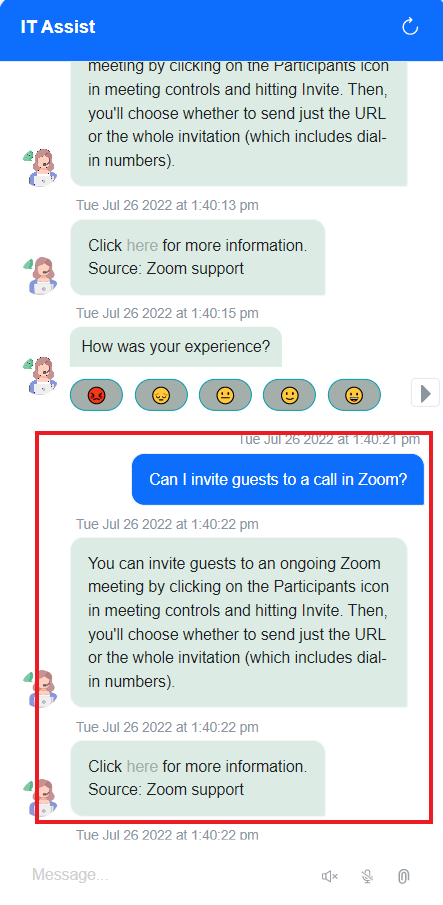 IT Assist
meeting by clicking on the Participants icon
in meeting controls and hitting Invite. Then,
you'll choose whether to send just the URL
or the whole invitation (which includes dial-
in numbers).
Tue Jul 26 2022 at 1:40:13 pm
Click here for more information.
Source: Zoom support
Tue Jul 26 2022 at 1:40:15 pm
How was your experience?
Tue Jul 26 2022 at 1:40:21 pm
Can I invite guests to a call in Zoom?
Tue Jul 26 2022 at 1:40:22 pm
You can invite guests to an ongoing Zoom
meeting by clicking on the Participants icon
in meeting controls and hitting Invite. Then,
you'll choose whether to send just the URL
or the whole invitation (which includes dial-
in numbers).
Tue Jul 26 2022 at 1:40:22 pm
Click here for more information.
Source: Zoom support
Tue Jul 26 2022 at 1:40:22 pm
Message...